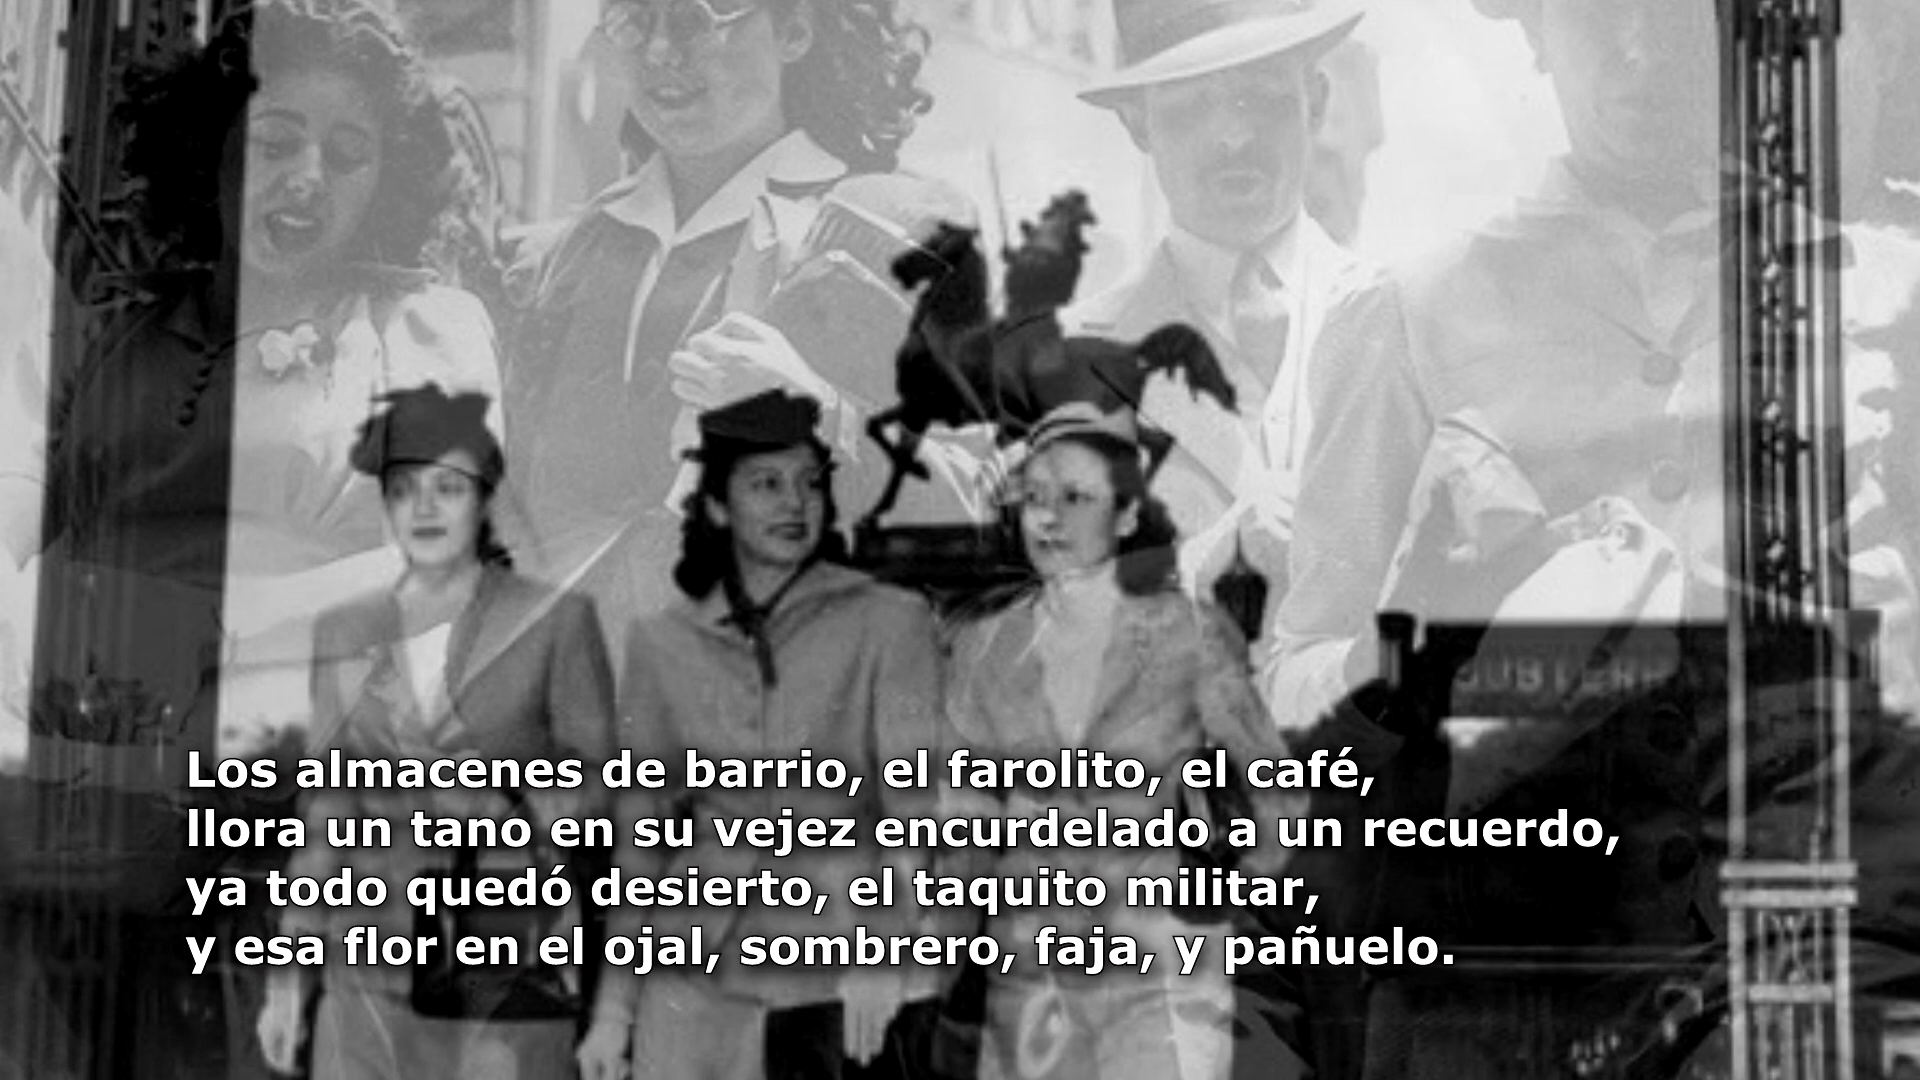 Los almacenes de barrio, el farolito, el café,
llora un tano en su vejez encurdelado a un recuerdo,
ya todo quedó desierto, el taquito militar,
y esa flor en el ojal, sombrero, faja, y pañuelo.